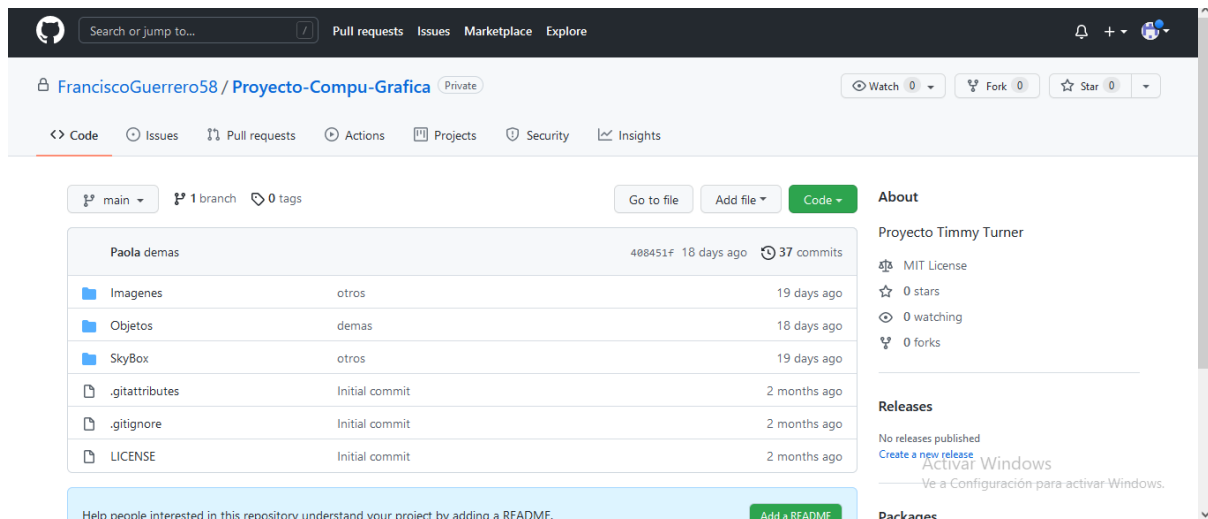 Search or jump to... / Pull requests Issues Marketplace Explore
FranciscoGuerrero58 / Proyecto-Compu-Grafica Private Watch 0 Fork 0 Star 0
<> Code Issues Pull requests Actions Projects Security Insights
main 1 branch 0 tags Go to file Add file Code
Paola demas 408451f 18 days ago 37 commits
Imagenes otros 19 days ago
Objetos demas 18 days ago
SkyBox otros 19 days ago
.gitattributes Initial commit 2 months ago
.gitignore Initial commit 2 months ago
LICENSE Initial commit 2 months ago
Help people interested in this repository understand your project by adding a README. Add a README
About
Proyecto Timmy Turner
MIT License
0 stars
0 watching
0 forks
Releases
No releases published
Create a new release
Activar Windows
Ve a Configuración para activar Windows.
Packages